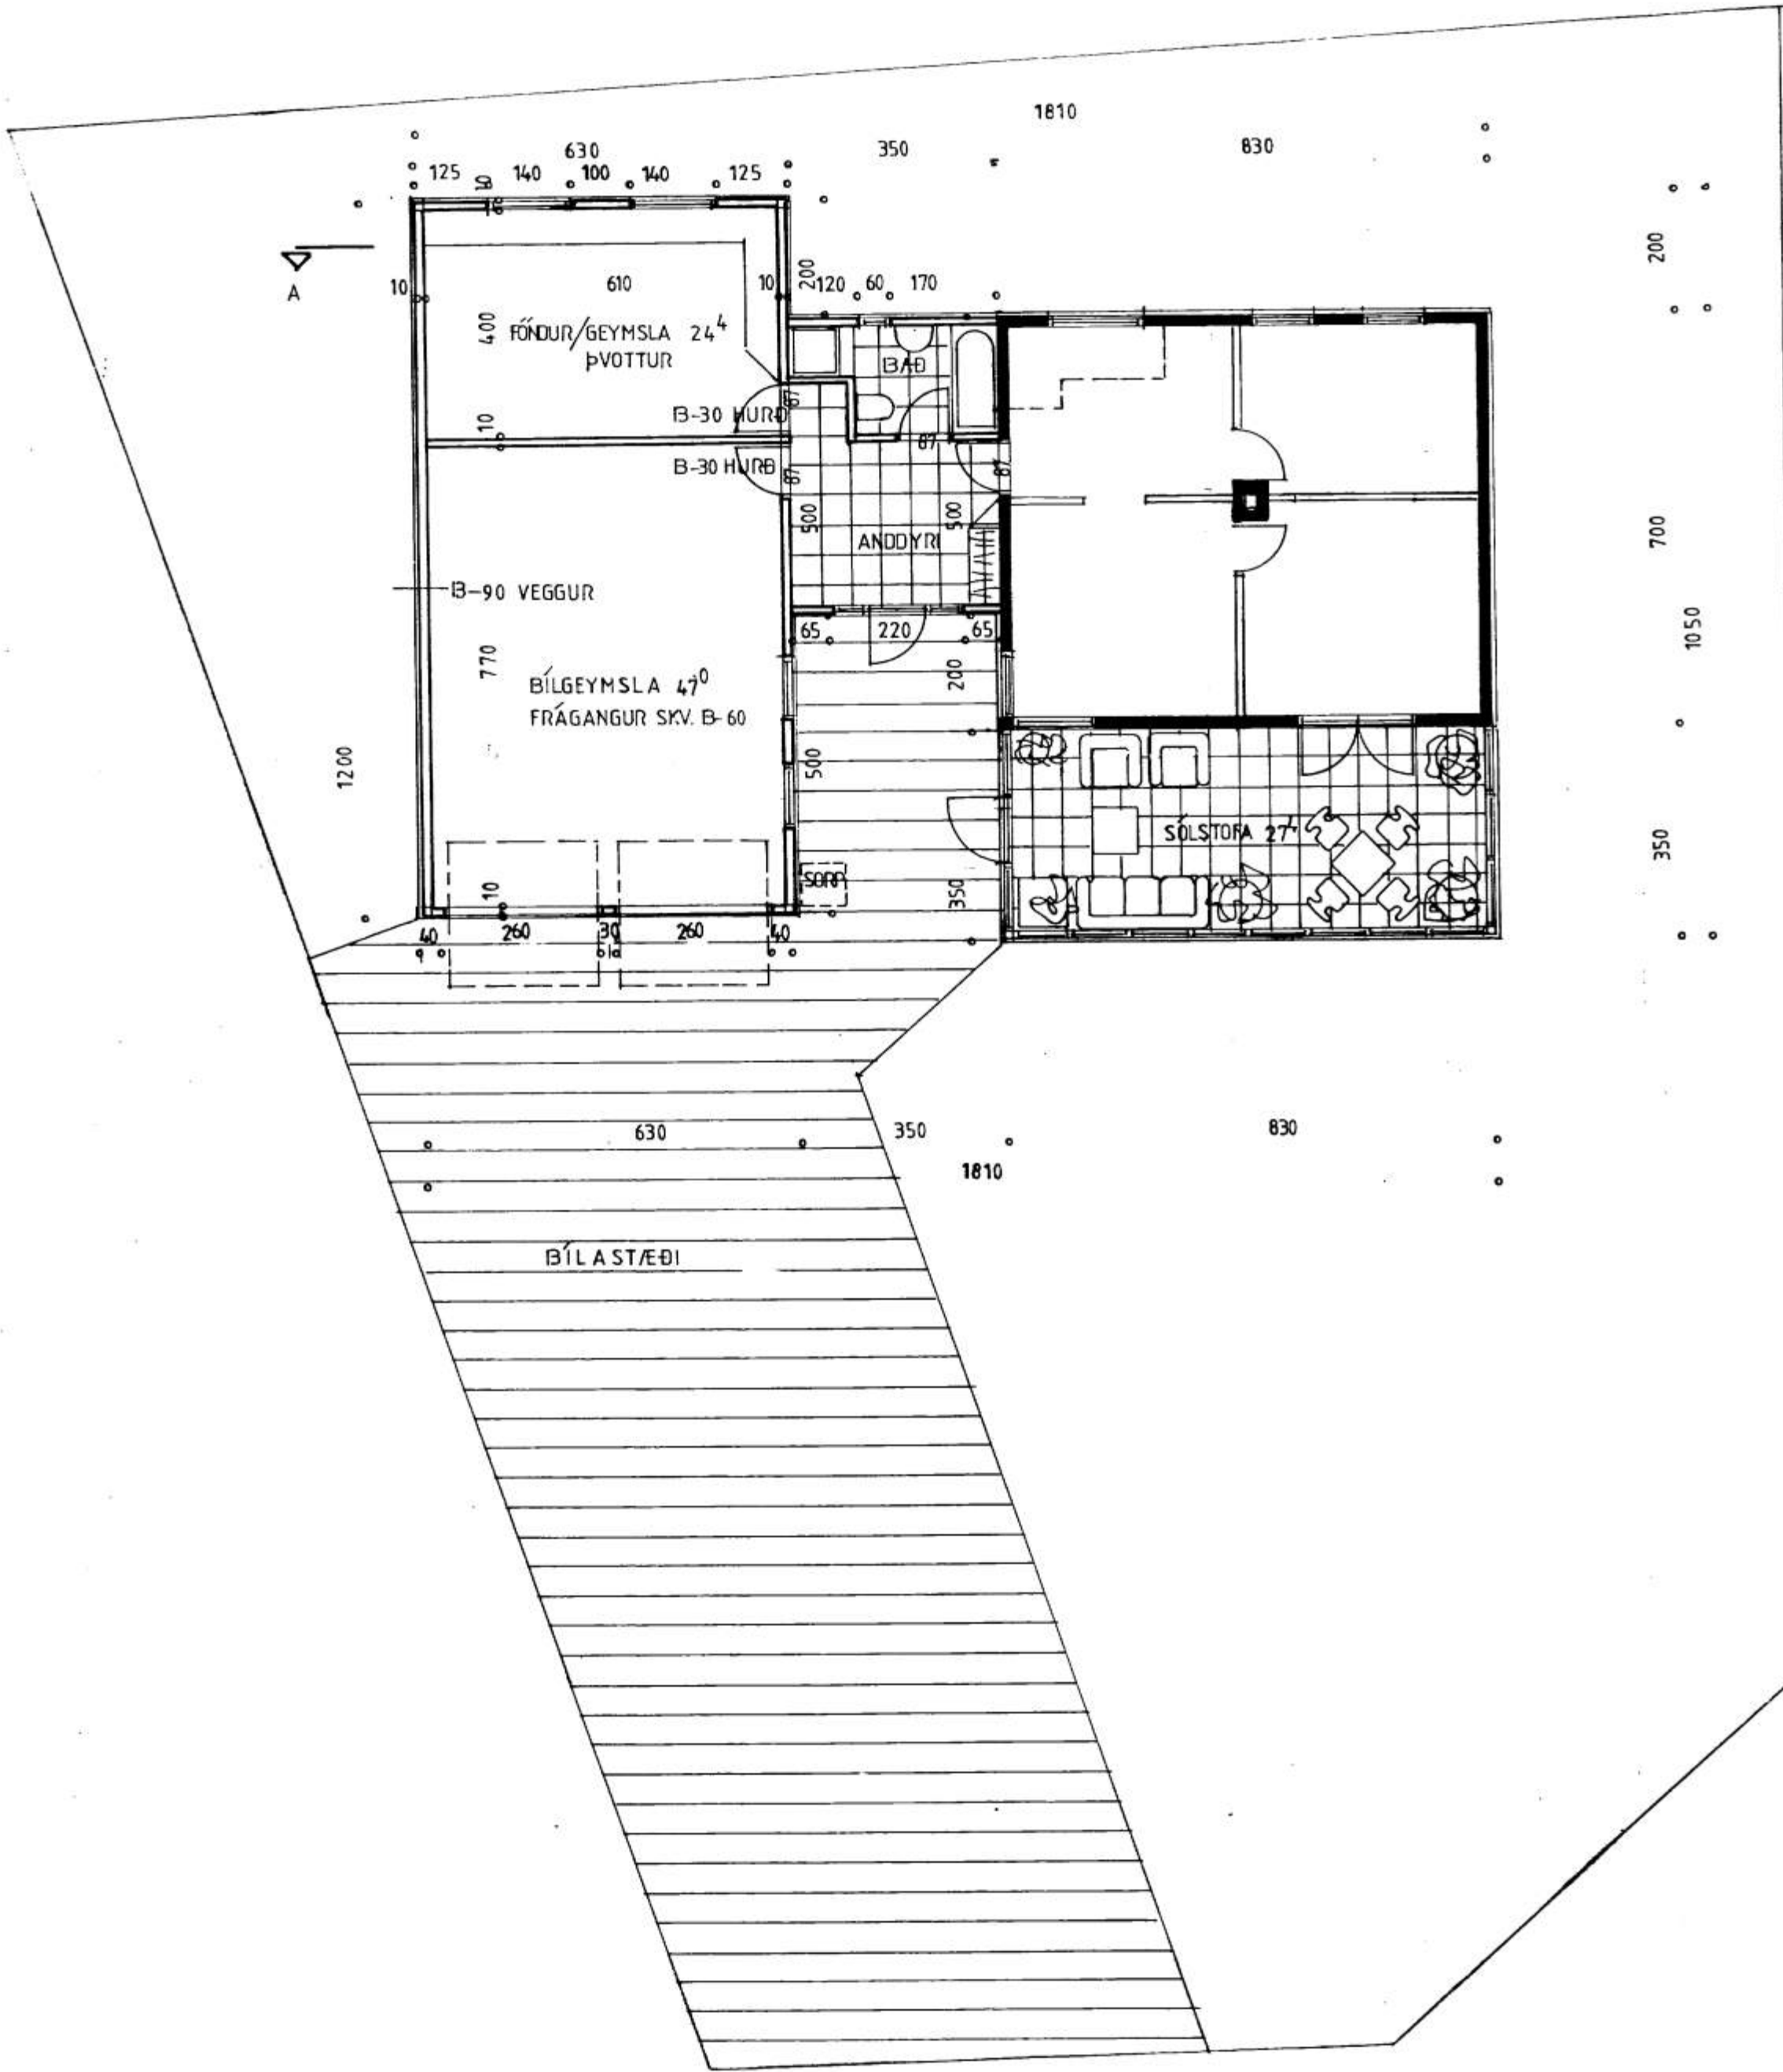 1810
630 350 830
125 10 140 100 140 125
200
A
10 610 10 200 120 60 170
400 FÖNDUR/GEYMSLA 24⁴
ÞVOTTUR
BAÐ
10 B-30 HURÐ 87
87
B-30 HURÐ 87 87
500 500 700
ANDDYRI
B-90 VEGGUR
65 220 65 1050
770 200
BÍLGEYMSLA 47⁰
FRÁGANGUR SKV. B-60
1200 500
SÓLSTOFA 27⁴ 350
10 SORP 350
40 260 30 260 40
630 350 830
1810
BÍLASTÆÐI